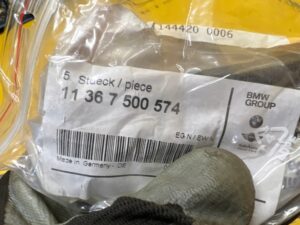 144420 0006
5 Stueck / piece
11 36 7 500 574
BMW
GROUP
Made in Germany - DE